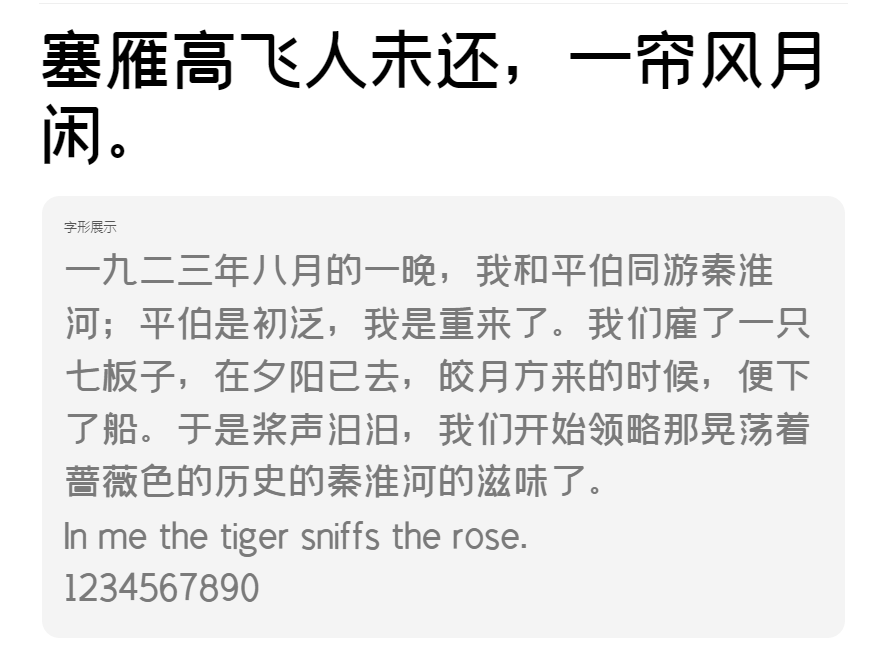 塞雁高飞人未还，一帘风月
闲。
字形展示
一九二三年八月的一晚，我和平伯同游秦淮
河；平伯是初泛，我是重来了。我们雇了一只
七板子，在夕阳已去，皎月方来的时候，便下
了船。于是桨声汩汩，我们开始领略那晃荡着
蔷薇色的历史的秦淮河的滋味了。
In me the tiger sniffs the rose.
1234567890